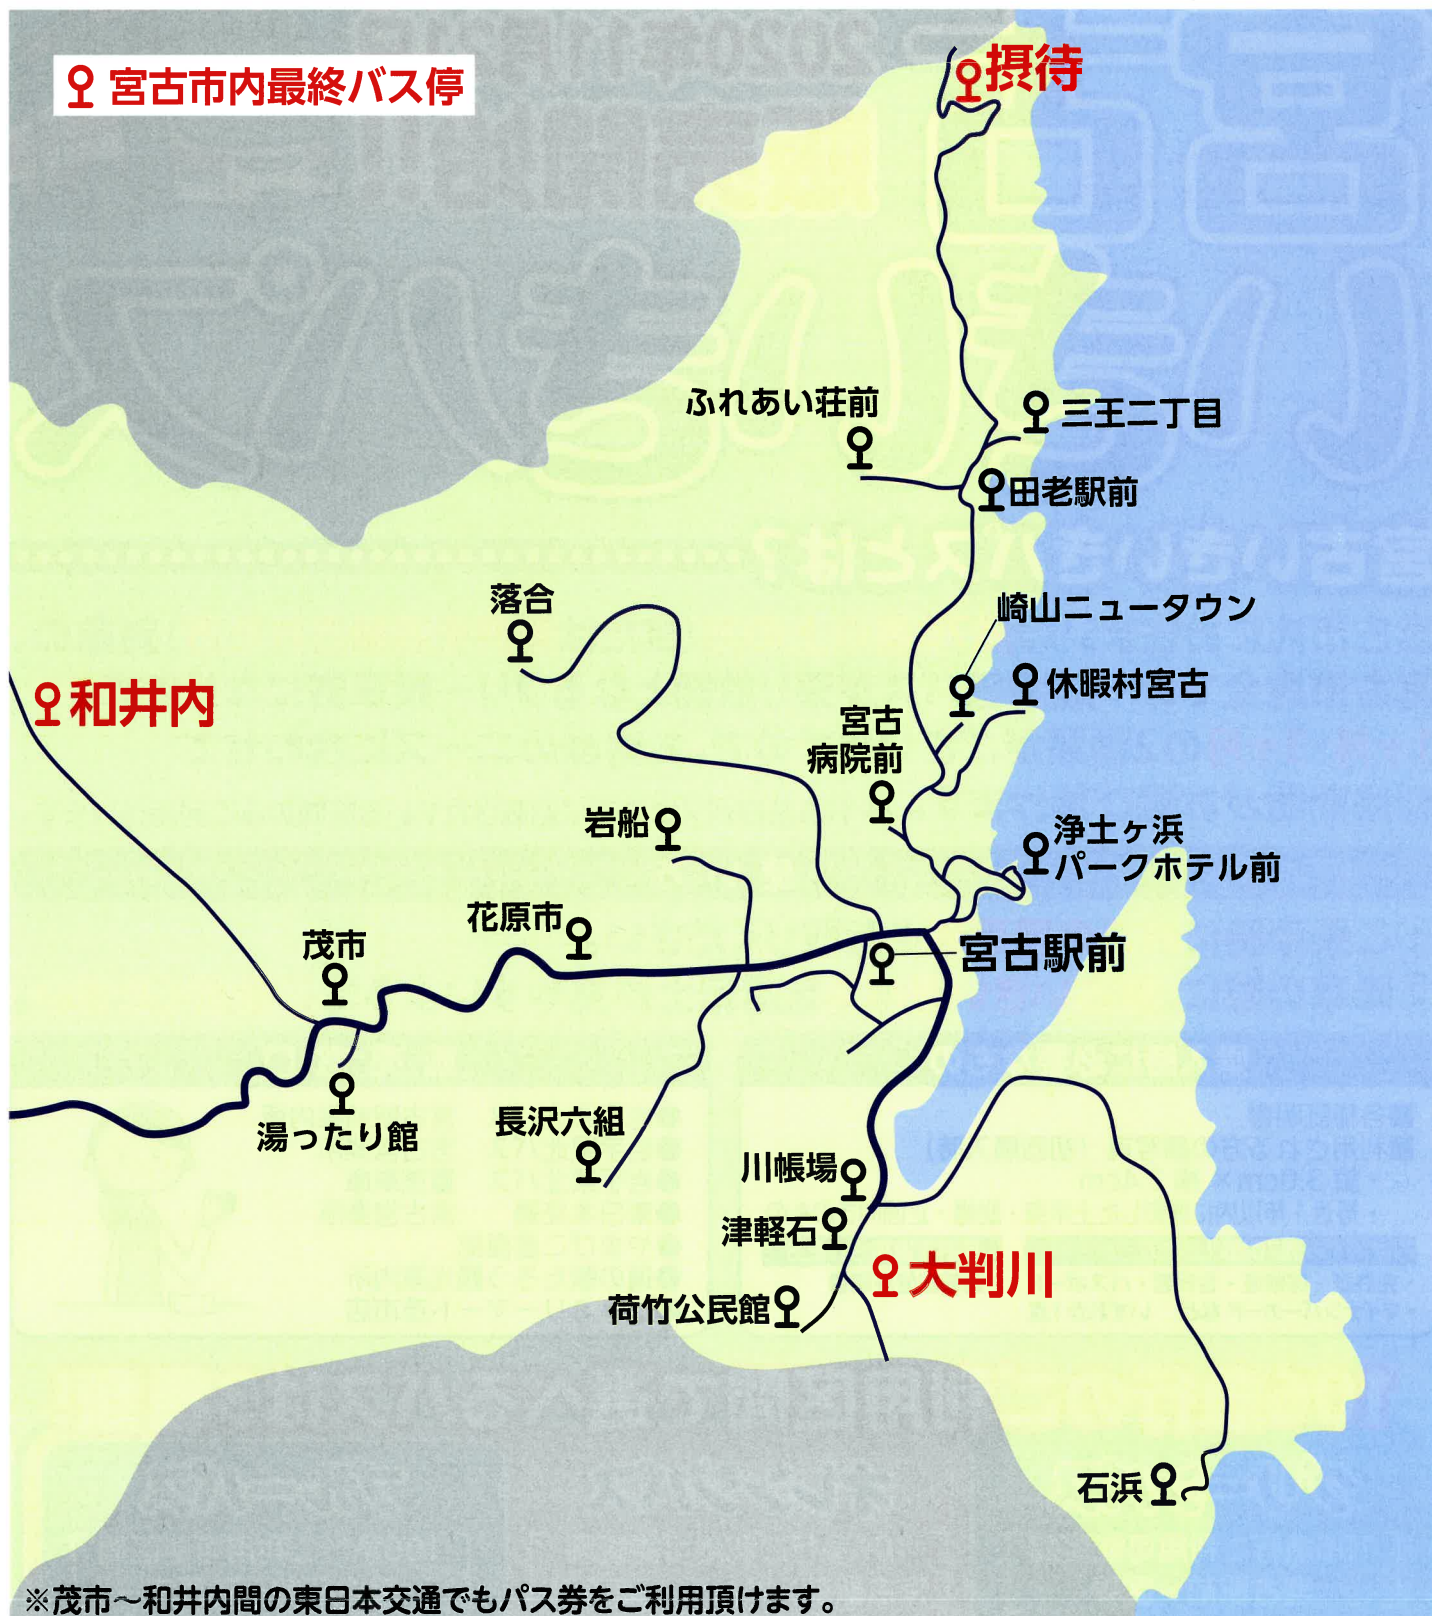 宮古市内最終バス停
摂待
ふれあい荘前
三王二丁目
田老駅前
落合
崎山ニュータウン
和井内
休暇村宮古
宮古
病院前
岩船
浄土ヶ浜
パークホテル前
花原市
茂市
宮古駅前
湯ったり館
長沢六組
川帳場
津軽石
大判川
荷竹公民館
石浜
※茂市～和井内間の東日本交通でもパス券をご利用頂けます。